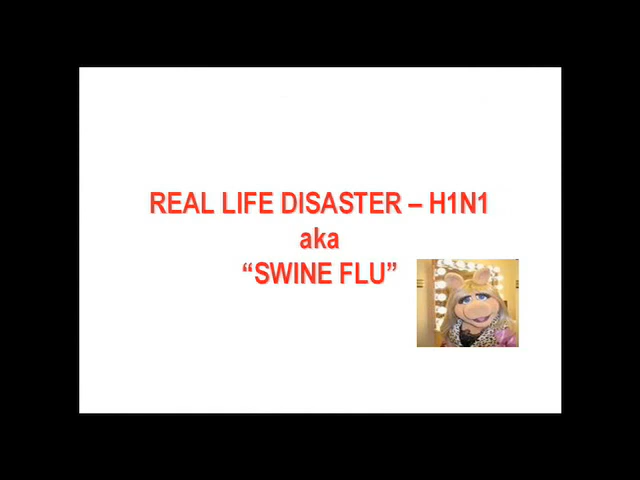 REAL LIFE DISASTER – H1N1
aka
“SWINE FLU”